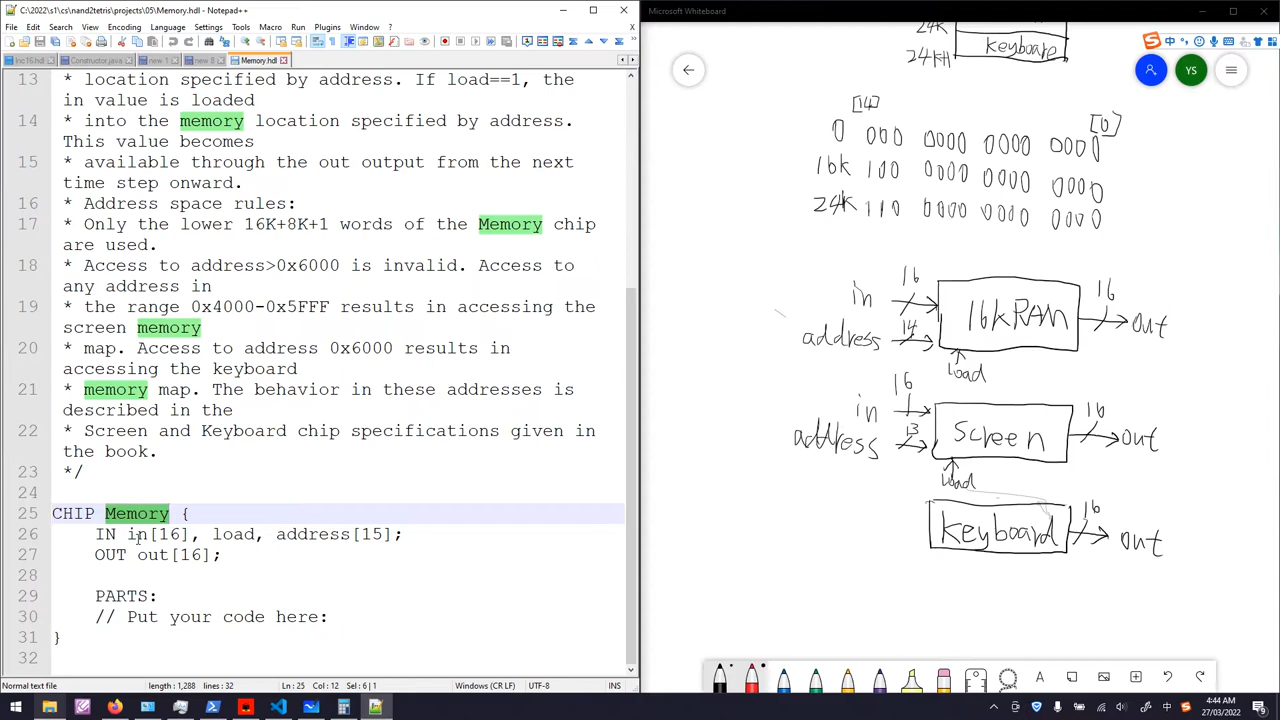 C:\2022\s1\cs\nand2tetris\projects\05\Memory.hdl - Notepad++
File Edit Search View Encoding Language Settings Tools Macro Run Plugins Window ?
Inc16.hdl Constructor.java new 1 new 8 Memory.hdl
13 * location specified by address. If load==1, the
in value is loaded
14 * into the memory location specified by address.
This value becomes
15 * available through the out output from the next
time step onward.
16 * Address space rules:
17 * Only the lower 16K+8K+1 words of the Memory chip
are used.
18 * Access to address>0x6000 is invalid. Access to
any address in
19 * the range 0x4000-0x5FFF results in accessing the
screen memory
20 * map. Access to address 0x6000 results in
accessing the keyboard
21 * memory map. The behavior in these addresses is
described in the
22 * Screen and Keyboard chip specifications given in
the book.
23 */
24
25 CHIP Memory {
26 IN in[16], load, address[15];
27 OUT out[16];
28
29 PARTS:
30 // Put your code here:
31 }
32
Normal text file length : 1,288 lines : 32 Ln : 25 Col : 12 Sel : 6 | 1 Windows (CR LF) UTF-8 INS
Microsoft Whiteboard
24K
keyboare
YS
[14] [0]
0 000 0000 0000 0000
16k 100 0000 0000 0000
24k 110 0000 0000 0000
in 16 16kRAM 16 out
address 14
load
in 16 screen 16 out
address 13
load
keyboard 16 out
4:44 AM
27/03/2022